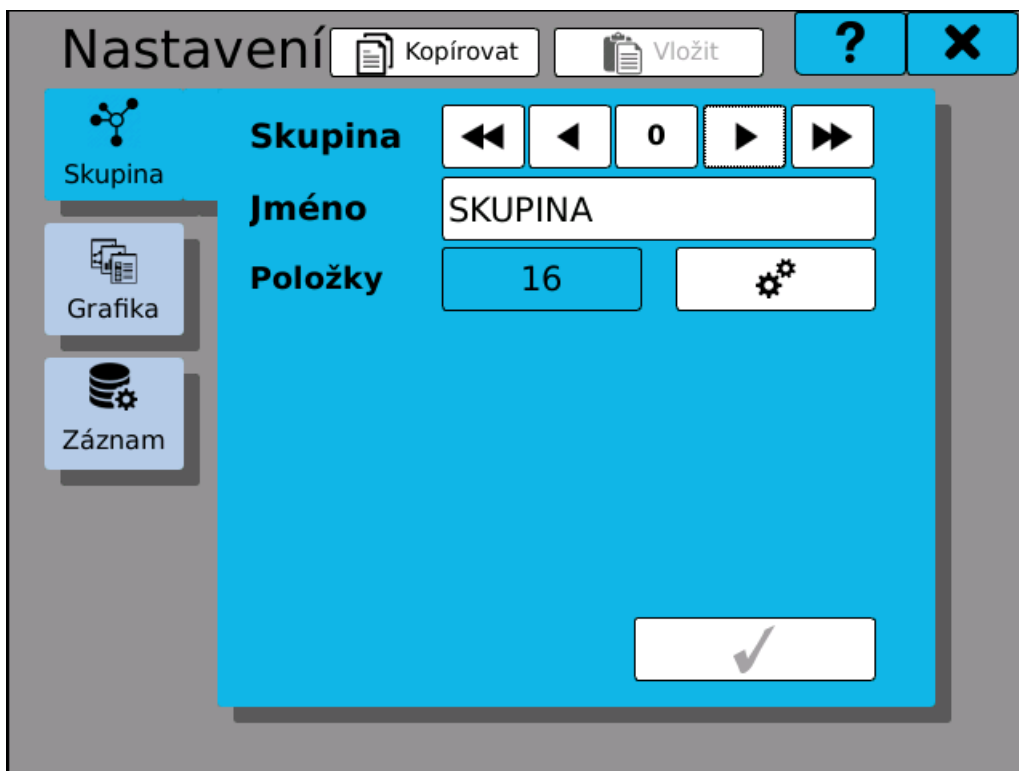 Nastavení Kopírovat Vložit ? ✖
Skupina
Skupina 0
Jméno SKUPINA
Položky 16
Grafika
Záznam